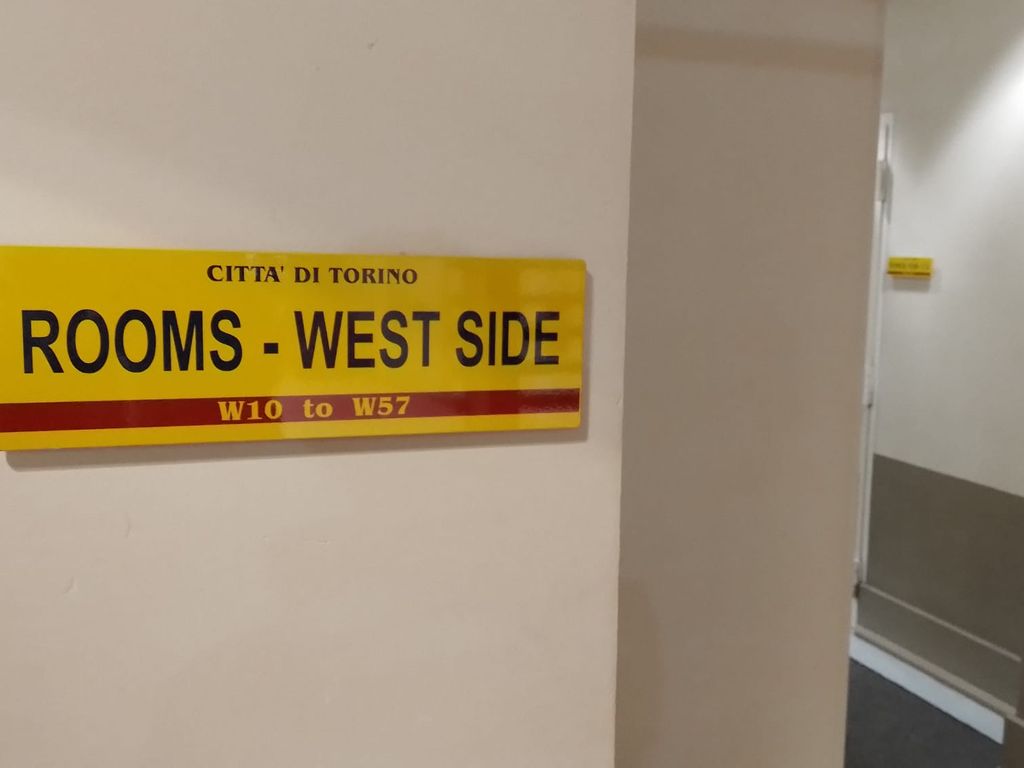 CITTA' DI TORINO
ROOMS - WEST SIDE
W10 to W57